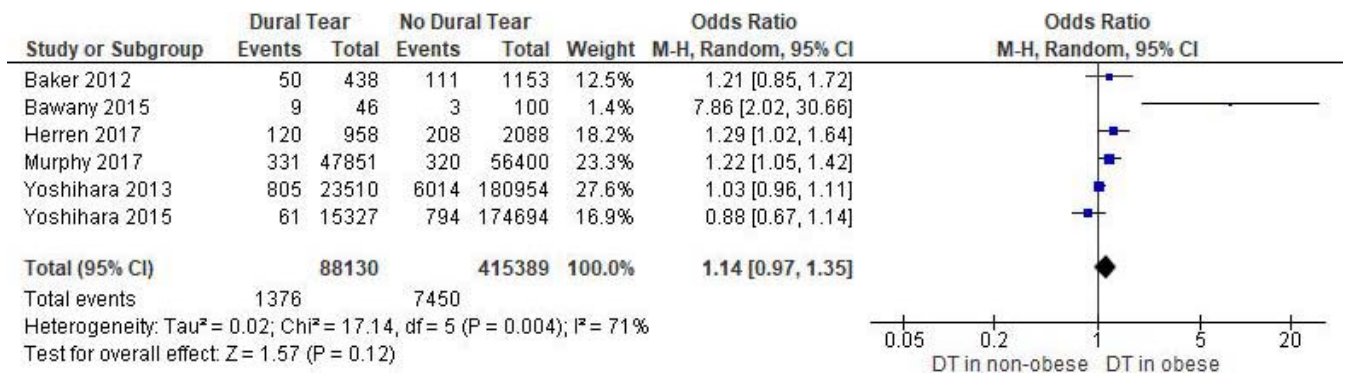 Dural Tear No Dural Tear Odds Ratio Odds Ratio
Study or Subgroup Events Total Events Total Weight M-H, Random, 95% CI M-H, Random, 95% CI
Baker 2012 50 438 111 1153 12.5% 1.21 [0.85, 1.72]
Bawany 2015 9 46 3 100 1.4% 7.86 [2.02, 30.66]
Herren 2017 120 958 208 2088 18.2% 1.29 [1.02, 1.64]
Murphy 2017 331 47851 320 56400 23.3% 1.22 [1.05, 1.42]
Yoshihara 2013 805 23510 6014 180954 27.6% 1.03 [0.96, 1.11]
Yoshihara 2015 61 15327 794 174694 16.9% 0.88 [0.67, 1.14]
Total (95% CI) 88130 415389 100.0% 1.14 [0.97, 1.35]
Total events 1376 7450
Heterogeneity: Tau² = 0.02; Chi² = 17.14, df = 5 (P = 0.004); I² = 71%
Test for overall effect: Z = 1.57 (P = 0.12)
0.05 0.2 1 5 20
DT in non-obese DT in obese